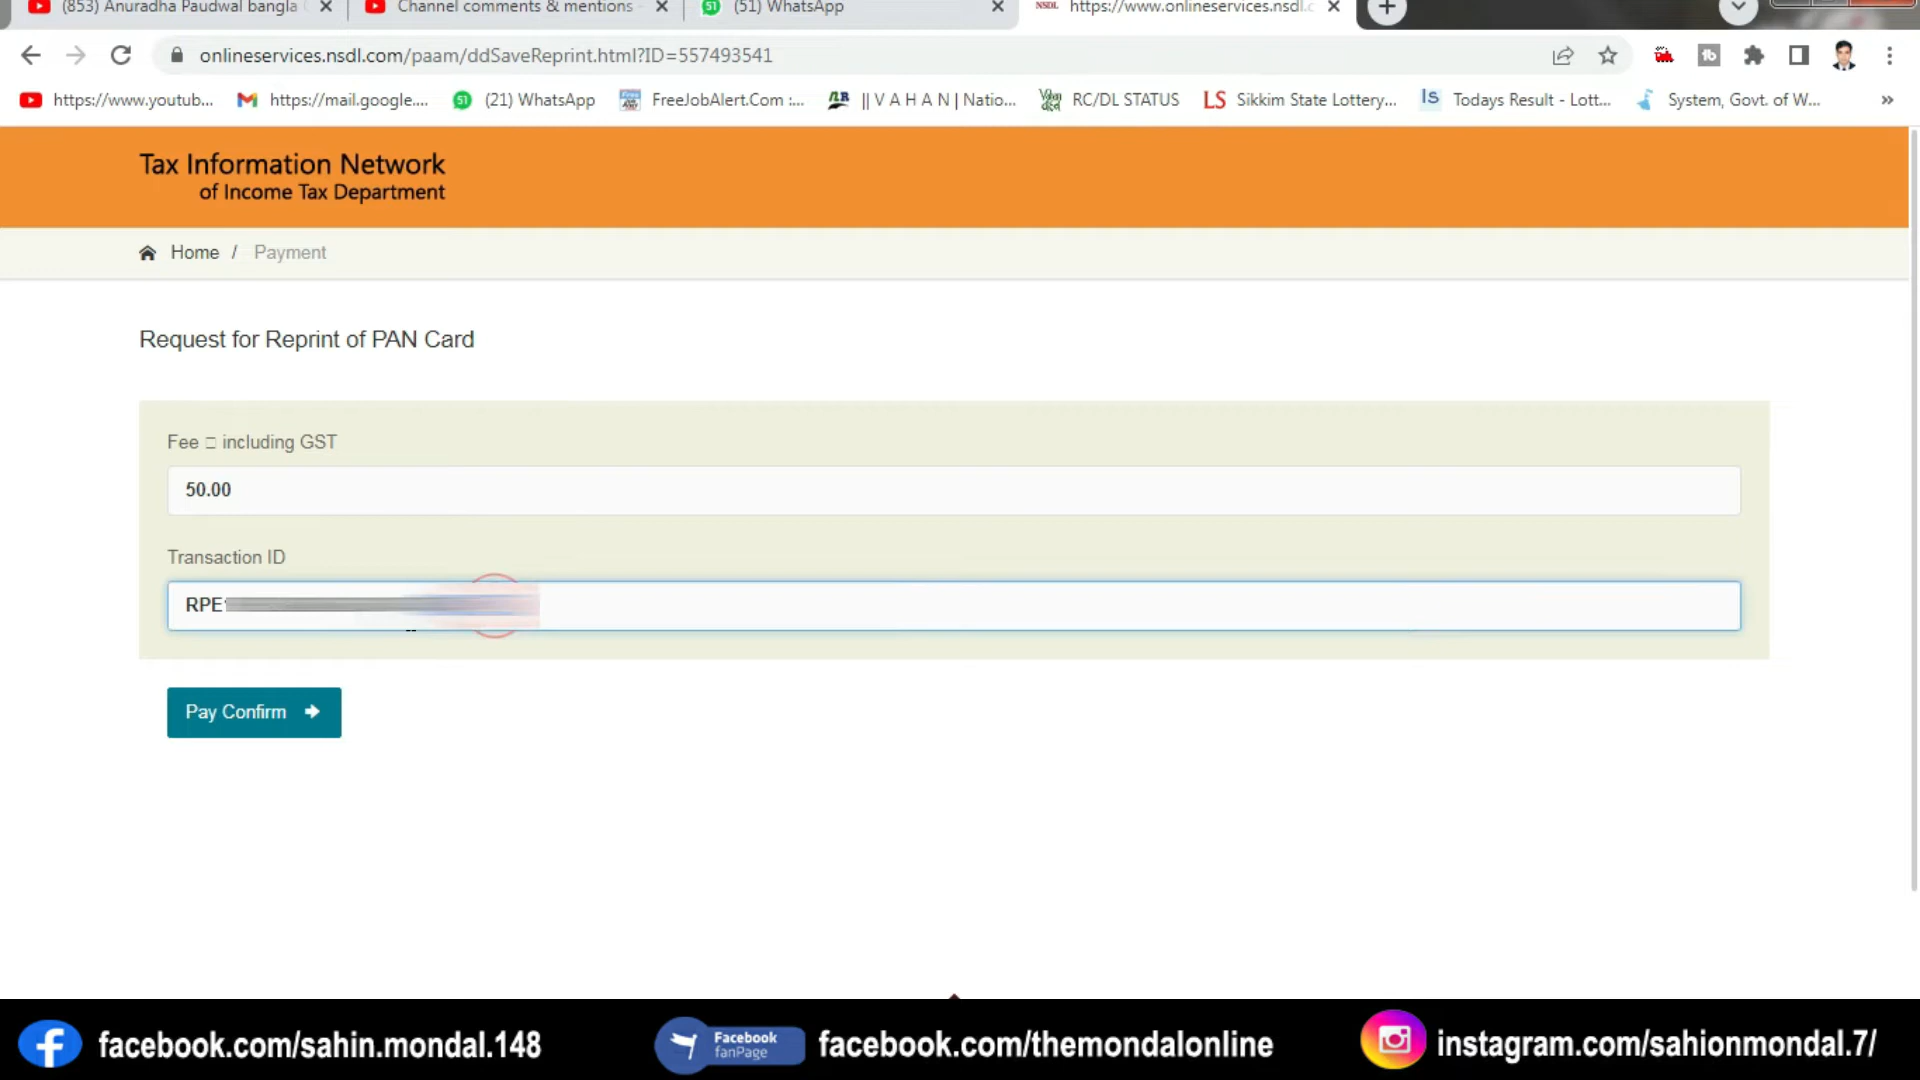 (853) Anuradha Paudwal bangla
Channel comments & mentions
(51) WhatsApp
NSDL https://www.onlineservices.nsdl.c
onlineservices.nsdl.com/paam/ddSaveReprint.html?ID=557493541
https://www.youtub... https://mail.google.... (21) WhatsApp FreeJobAlert.Com :... || V A H A N | Natio... RC/DL STATUS LS Sikkim State Lottery... ls Todays Result - Lott... System, Govt. of W... »
Tax Information Network
of Income Tax Department
Home / Payment
Request for Reprint of PAN Card
Fee □ including GST
50.00
Transaction ID
RPE
Pay Confirm
facebook.com/sahin.mondal.148
Facebook
fanPage
facebook.com/themondalonline
instagram.com/sahionmondal.7/